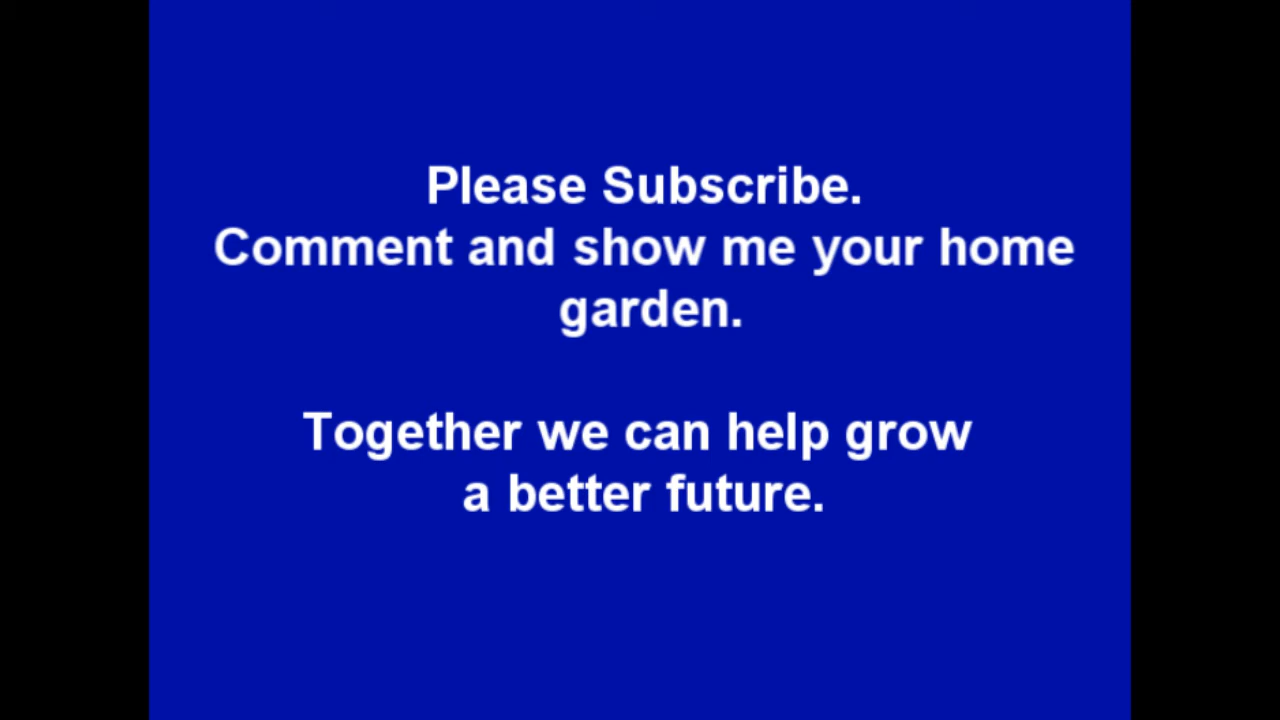 Please Subscribe.
Comment and show me your home
garden.
Together we can help grow
a better future.